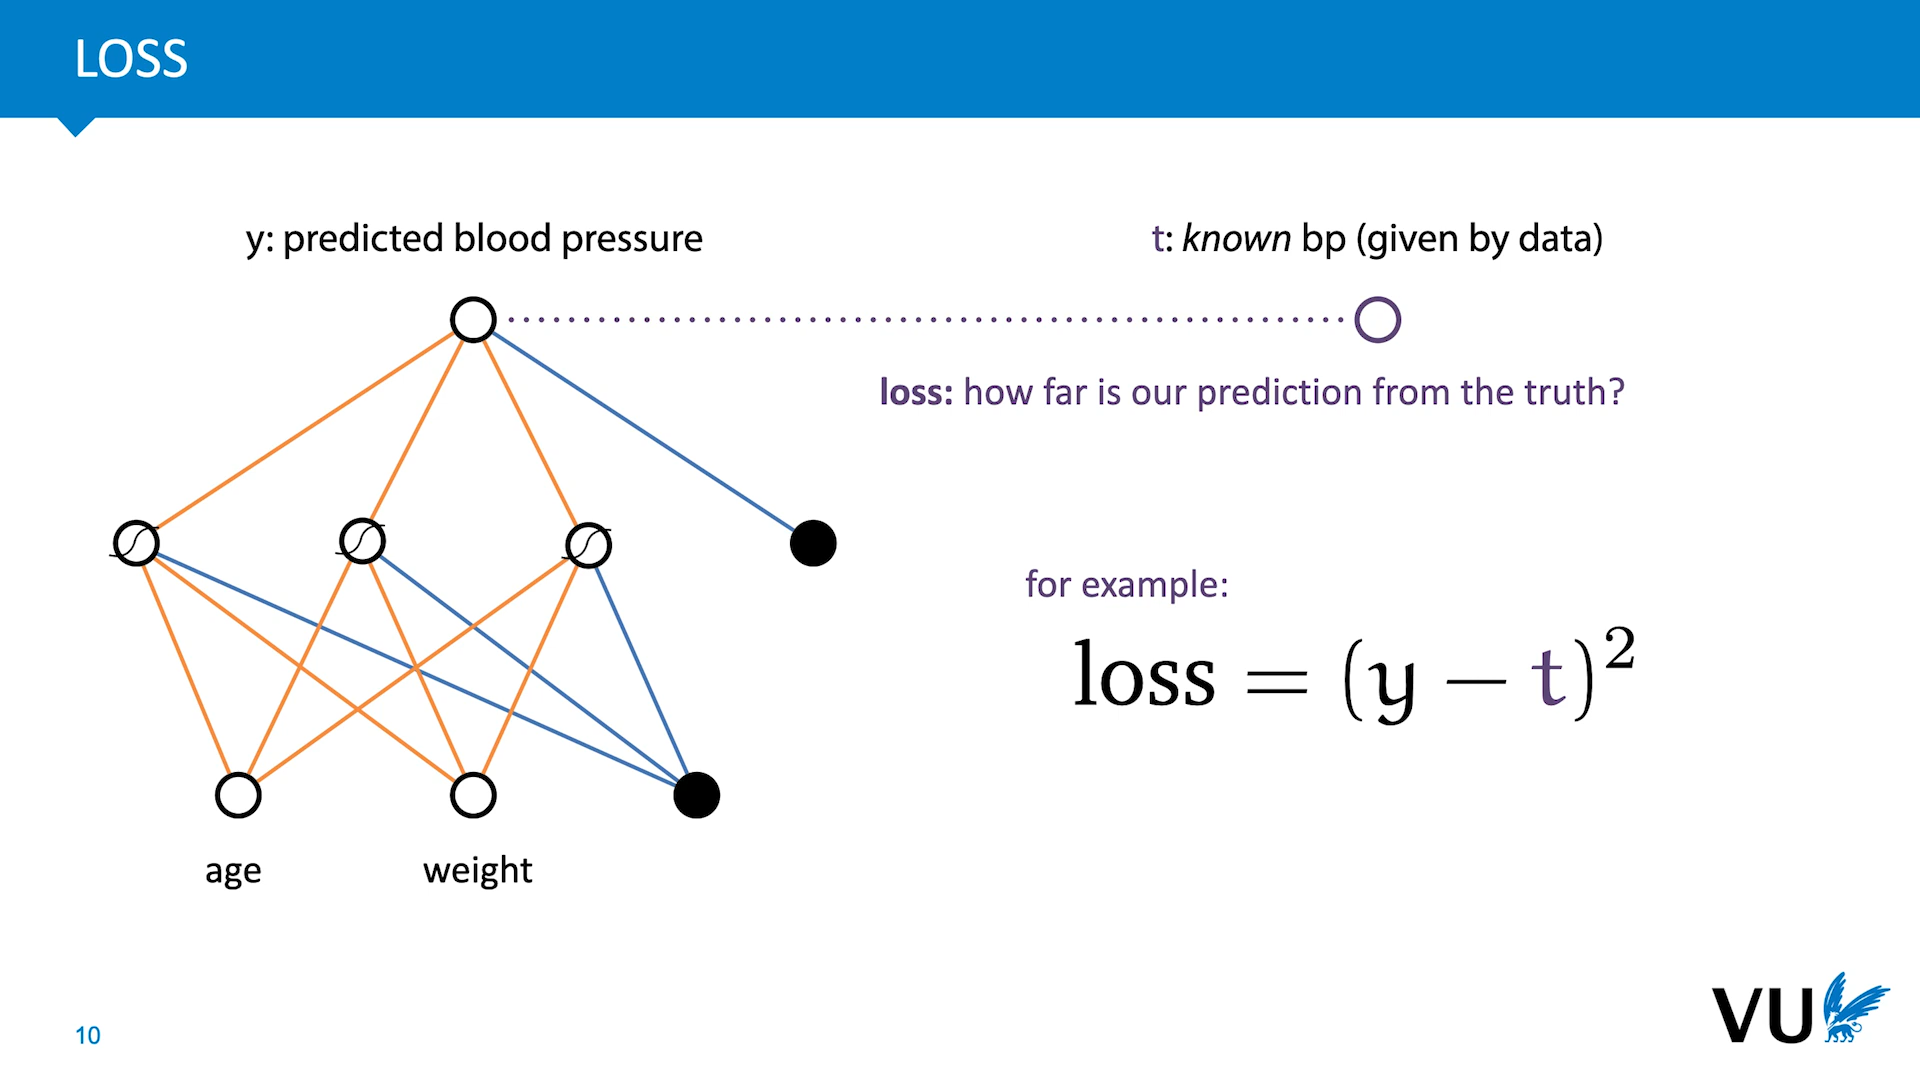 LOSS
y: predicted blood pressure
t: known bp (given by data)
loss: how far is our prediction from the truth?
for example:
loss = (y − t)²
age
weight
10
VU